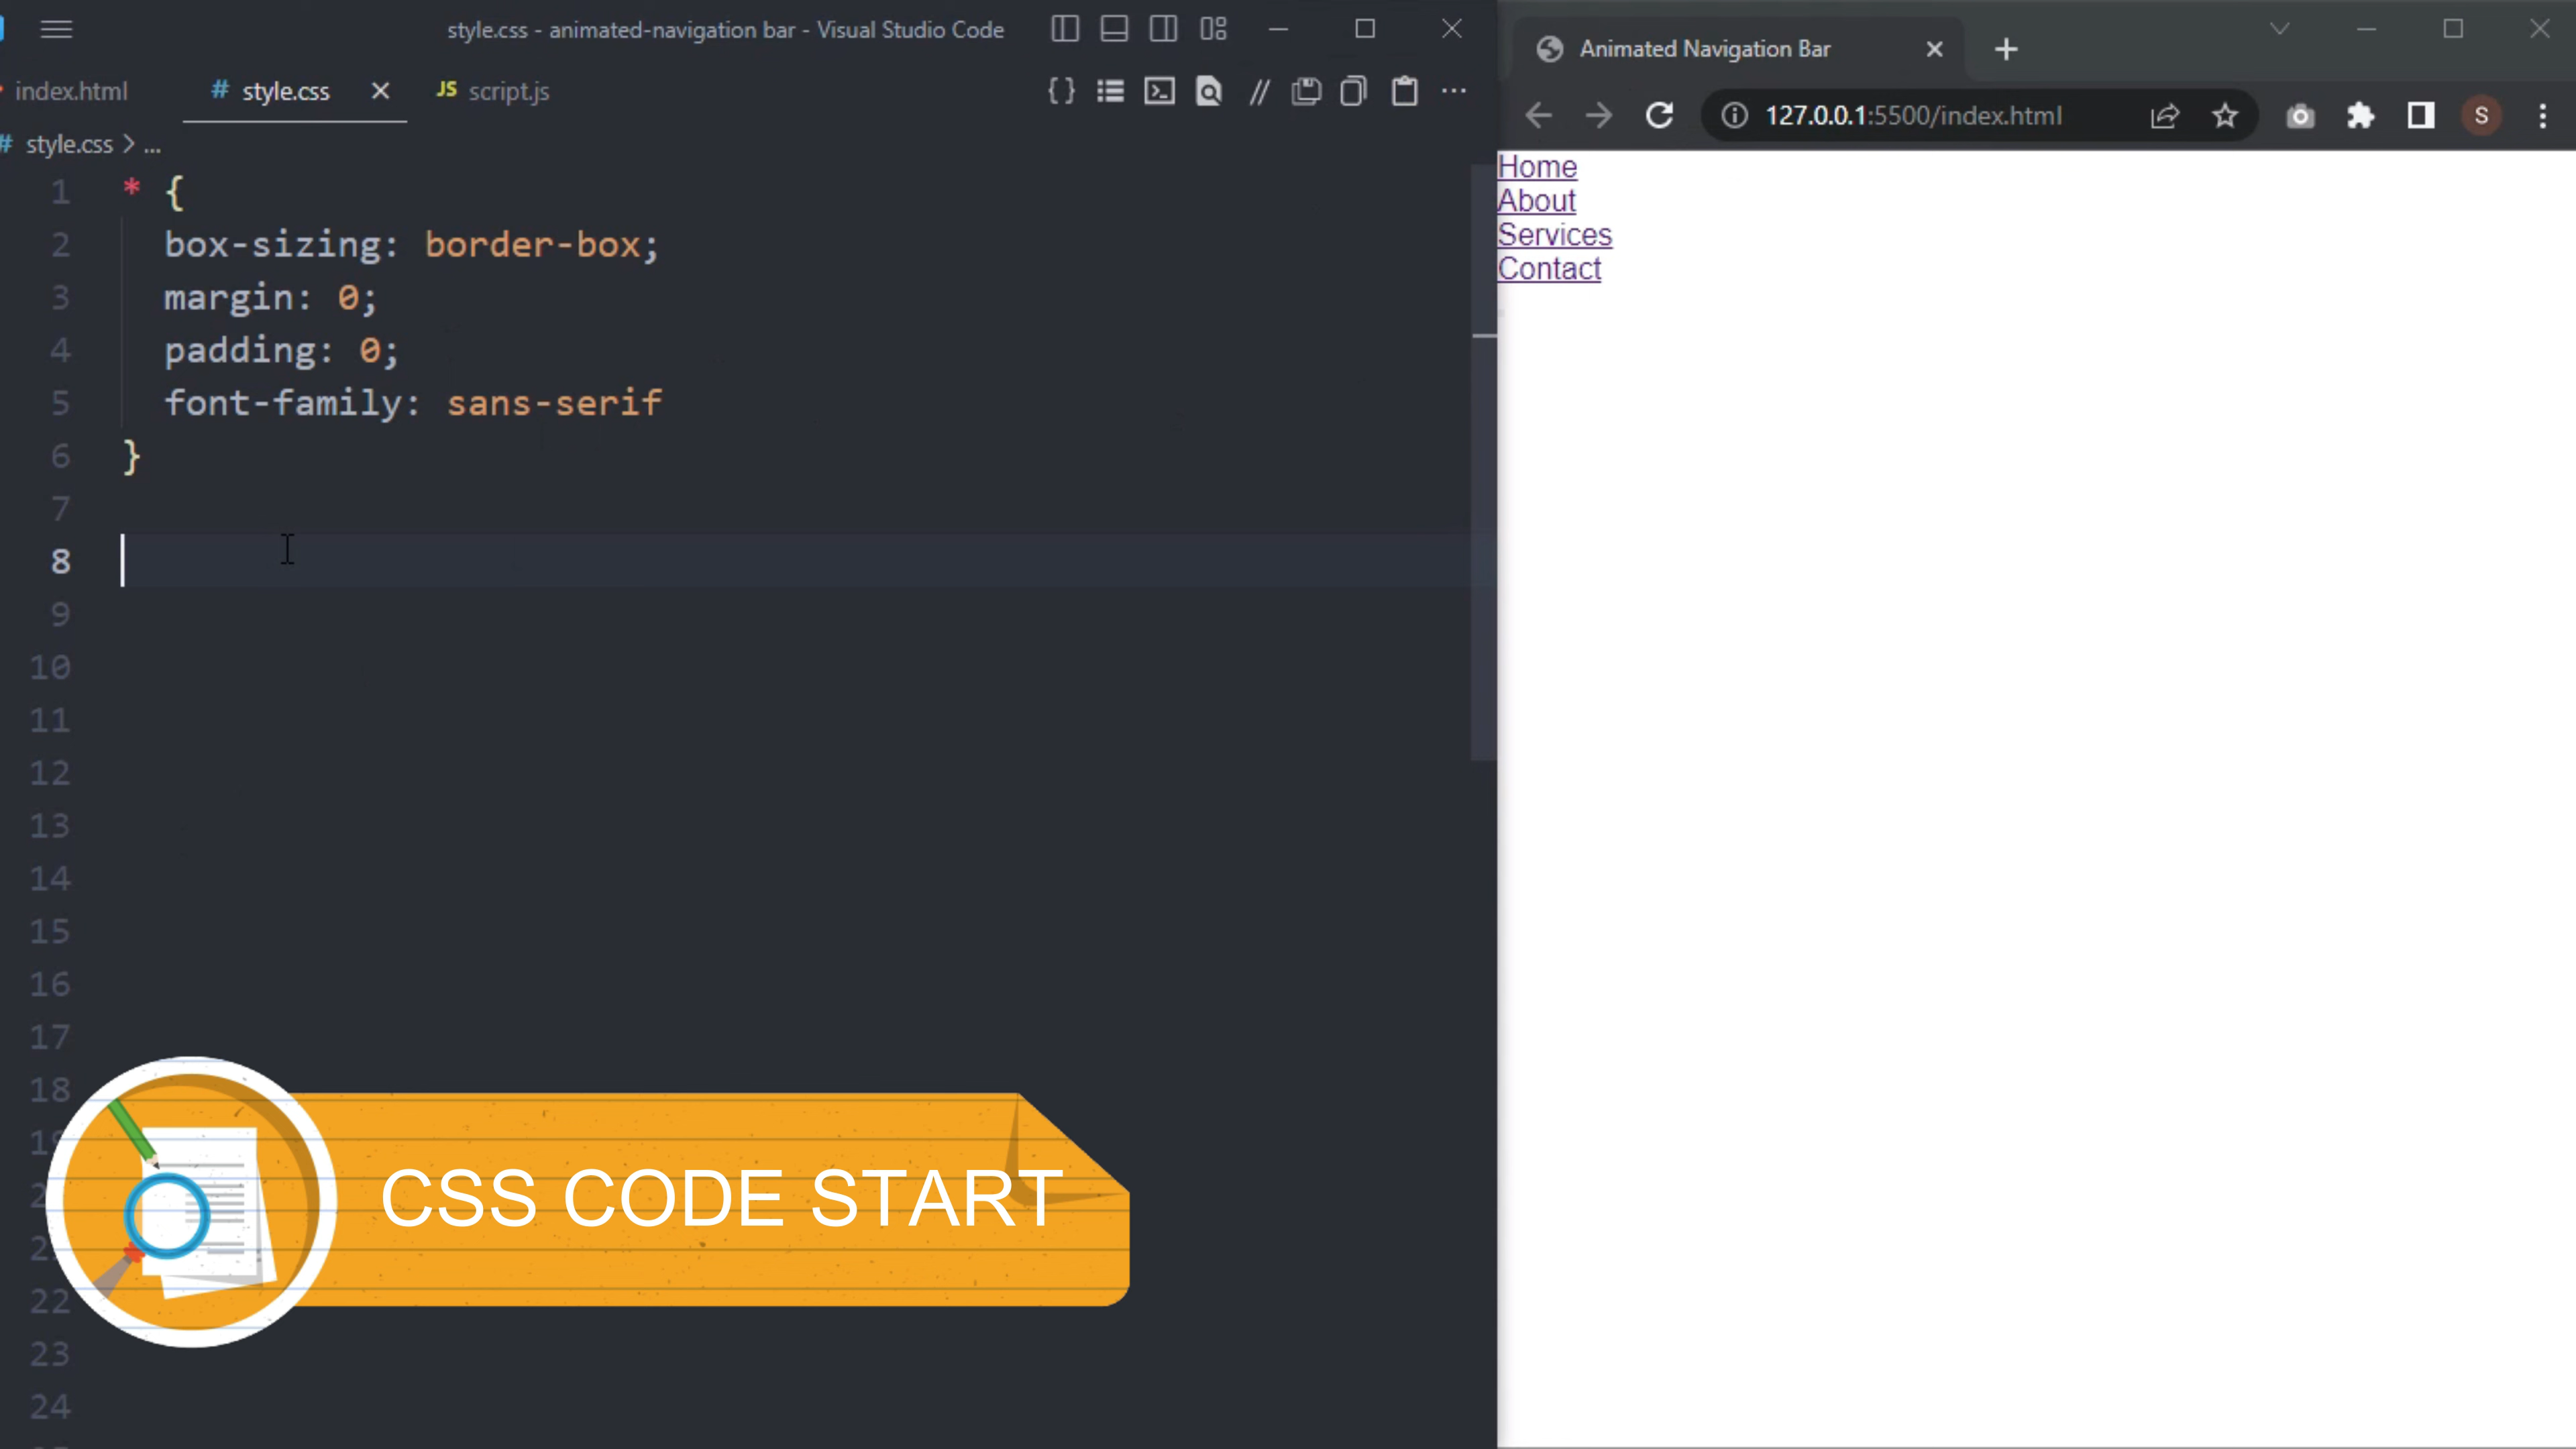 style.css - animated-navigation bar - Visual Studio Code
index.html
# style.css
JS script.js
# style.css > ...
1 * {
2 box-sizing: border-box;
3 margin: 0;
4 padding: 0;
5 font-family: sans-serif
6 }
7
8
9
10
11
12
13
14
15
16
17
18
22
23
24
CSS CODE START
Animated Navigation Bar
127.0.0.1:5500/index.html
S
Home
About
Services
Contact